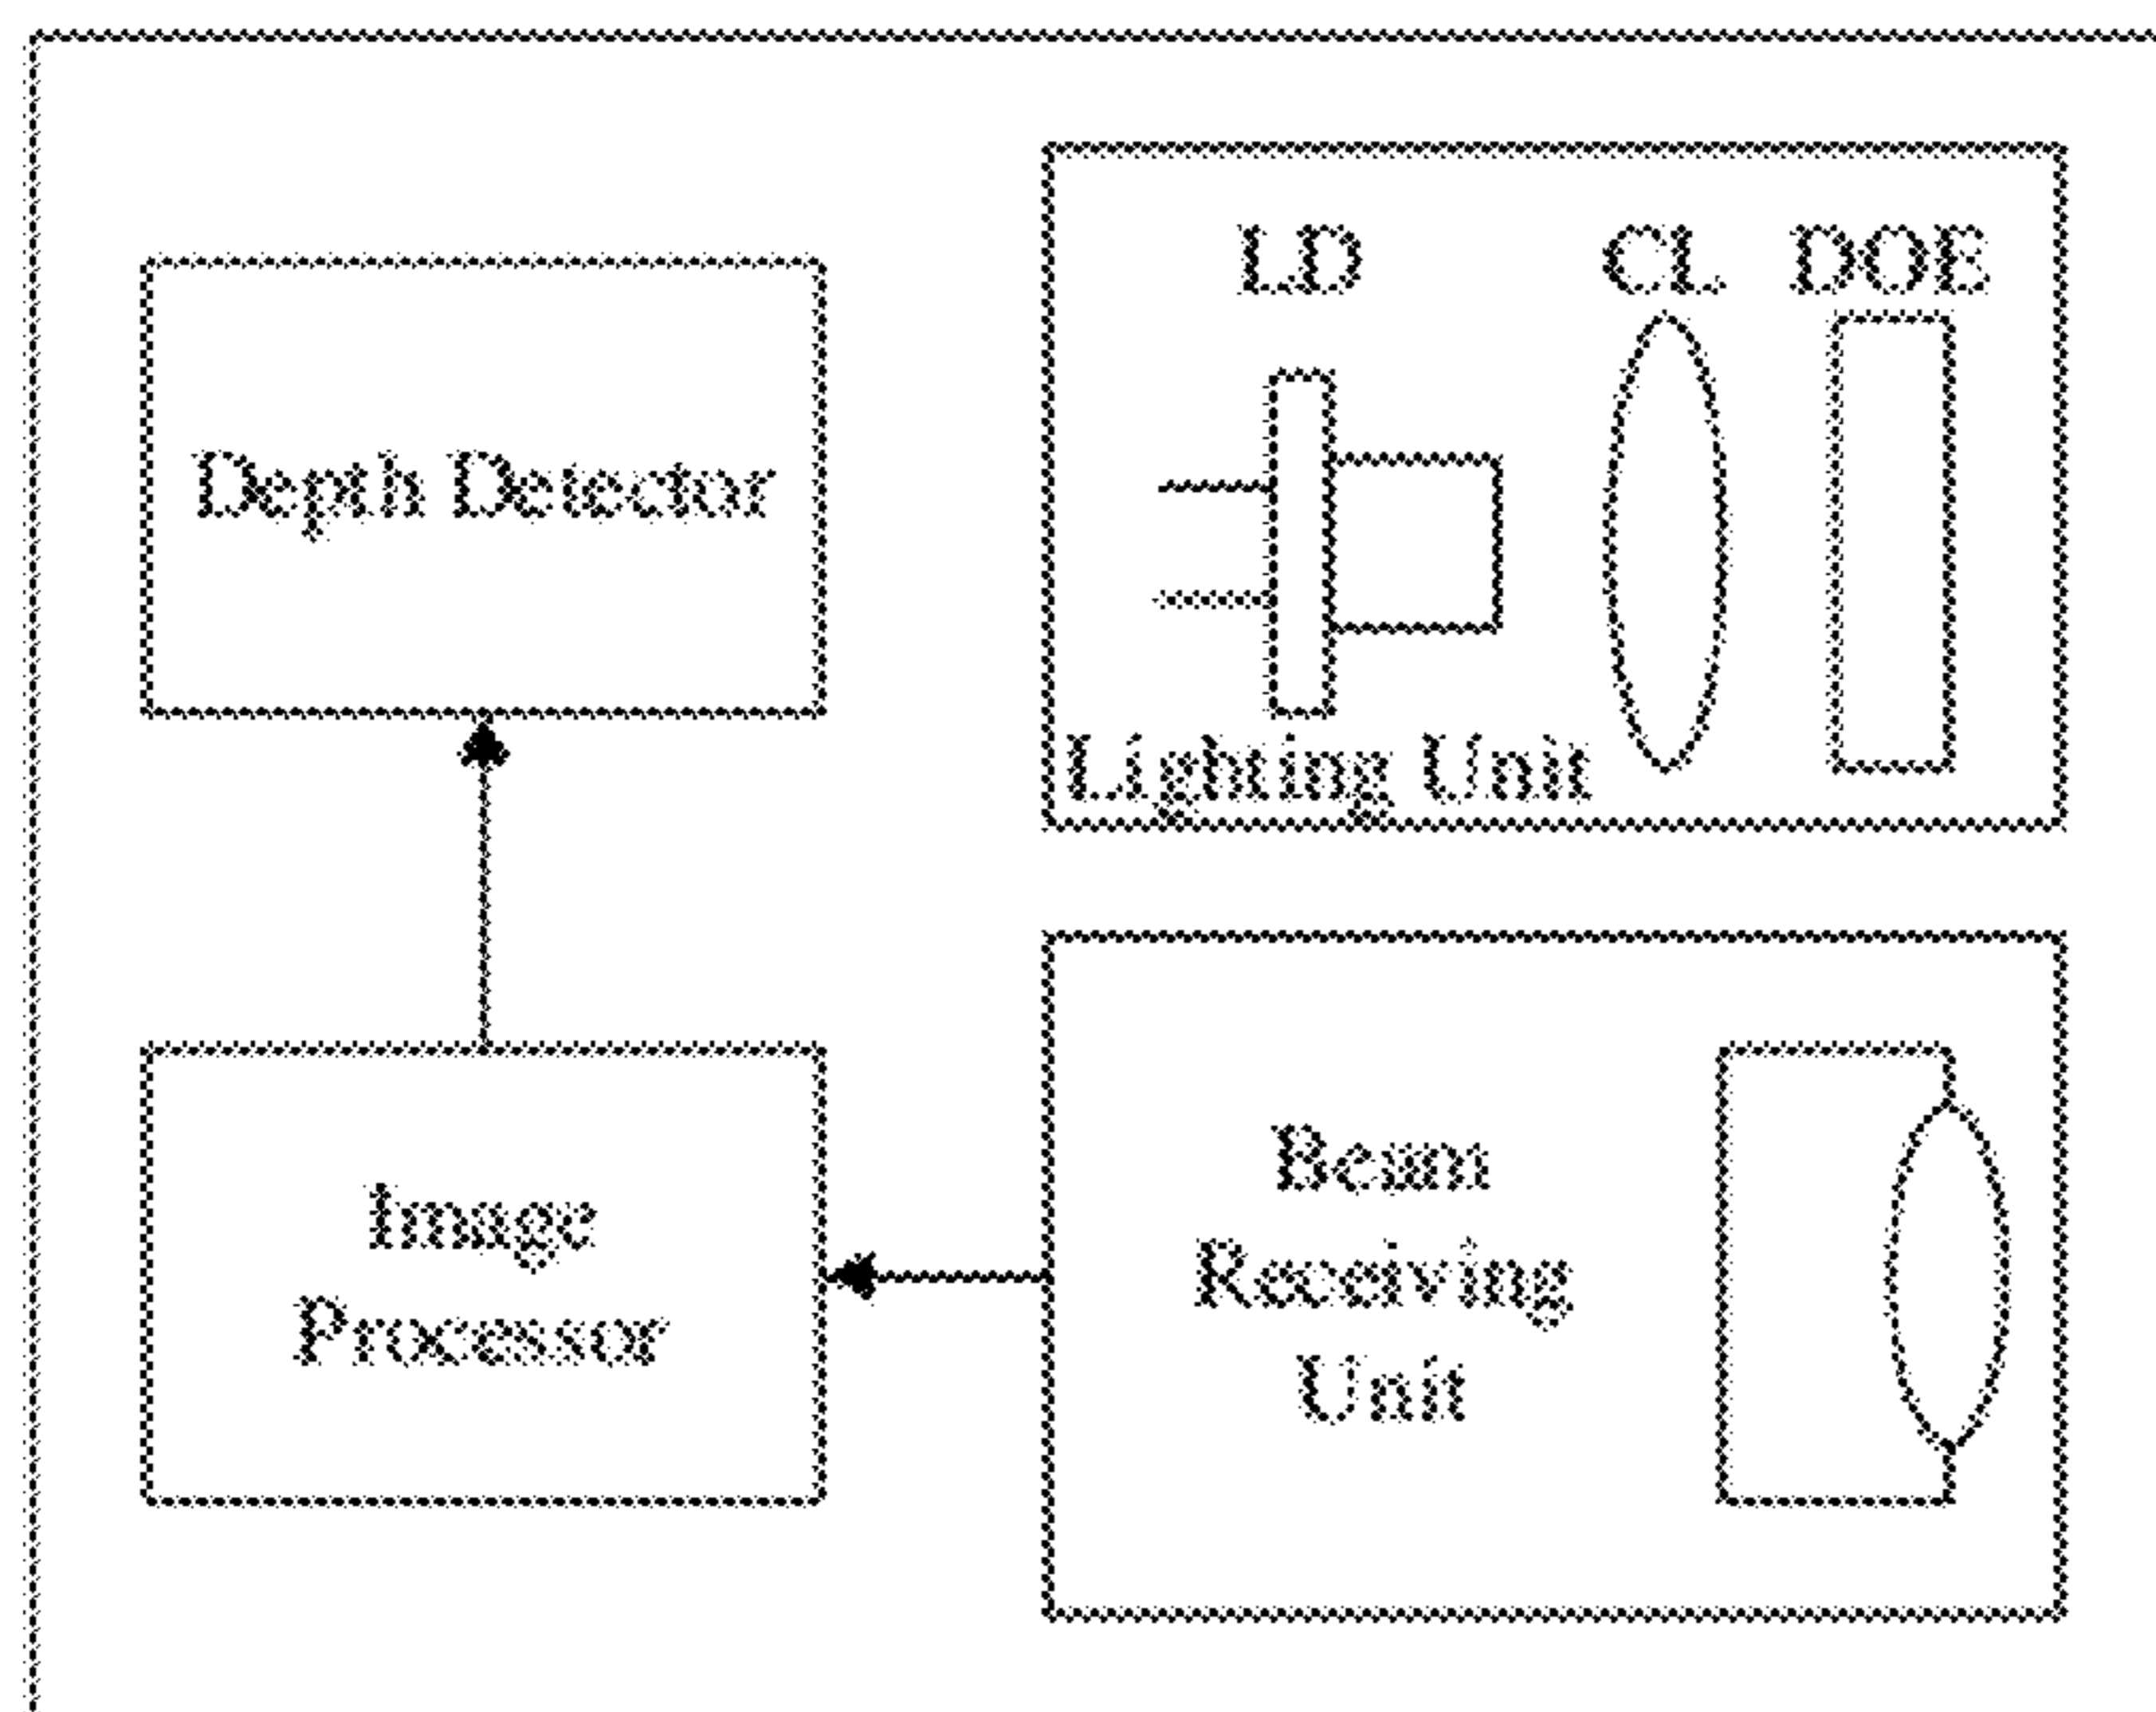 LD CL DOE
Depth Detector
Lighting Unit
Image
Processor
Beam
Receiving
Unit